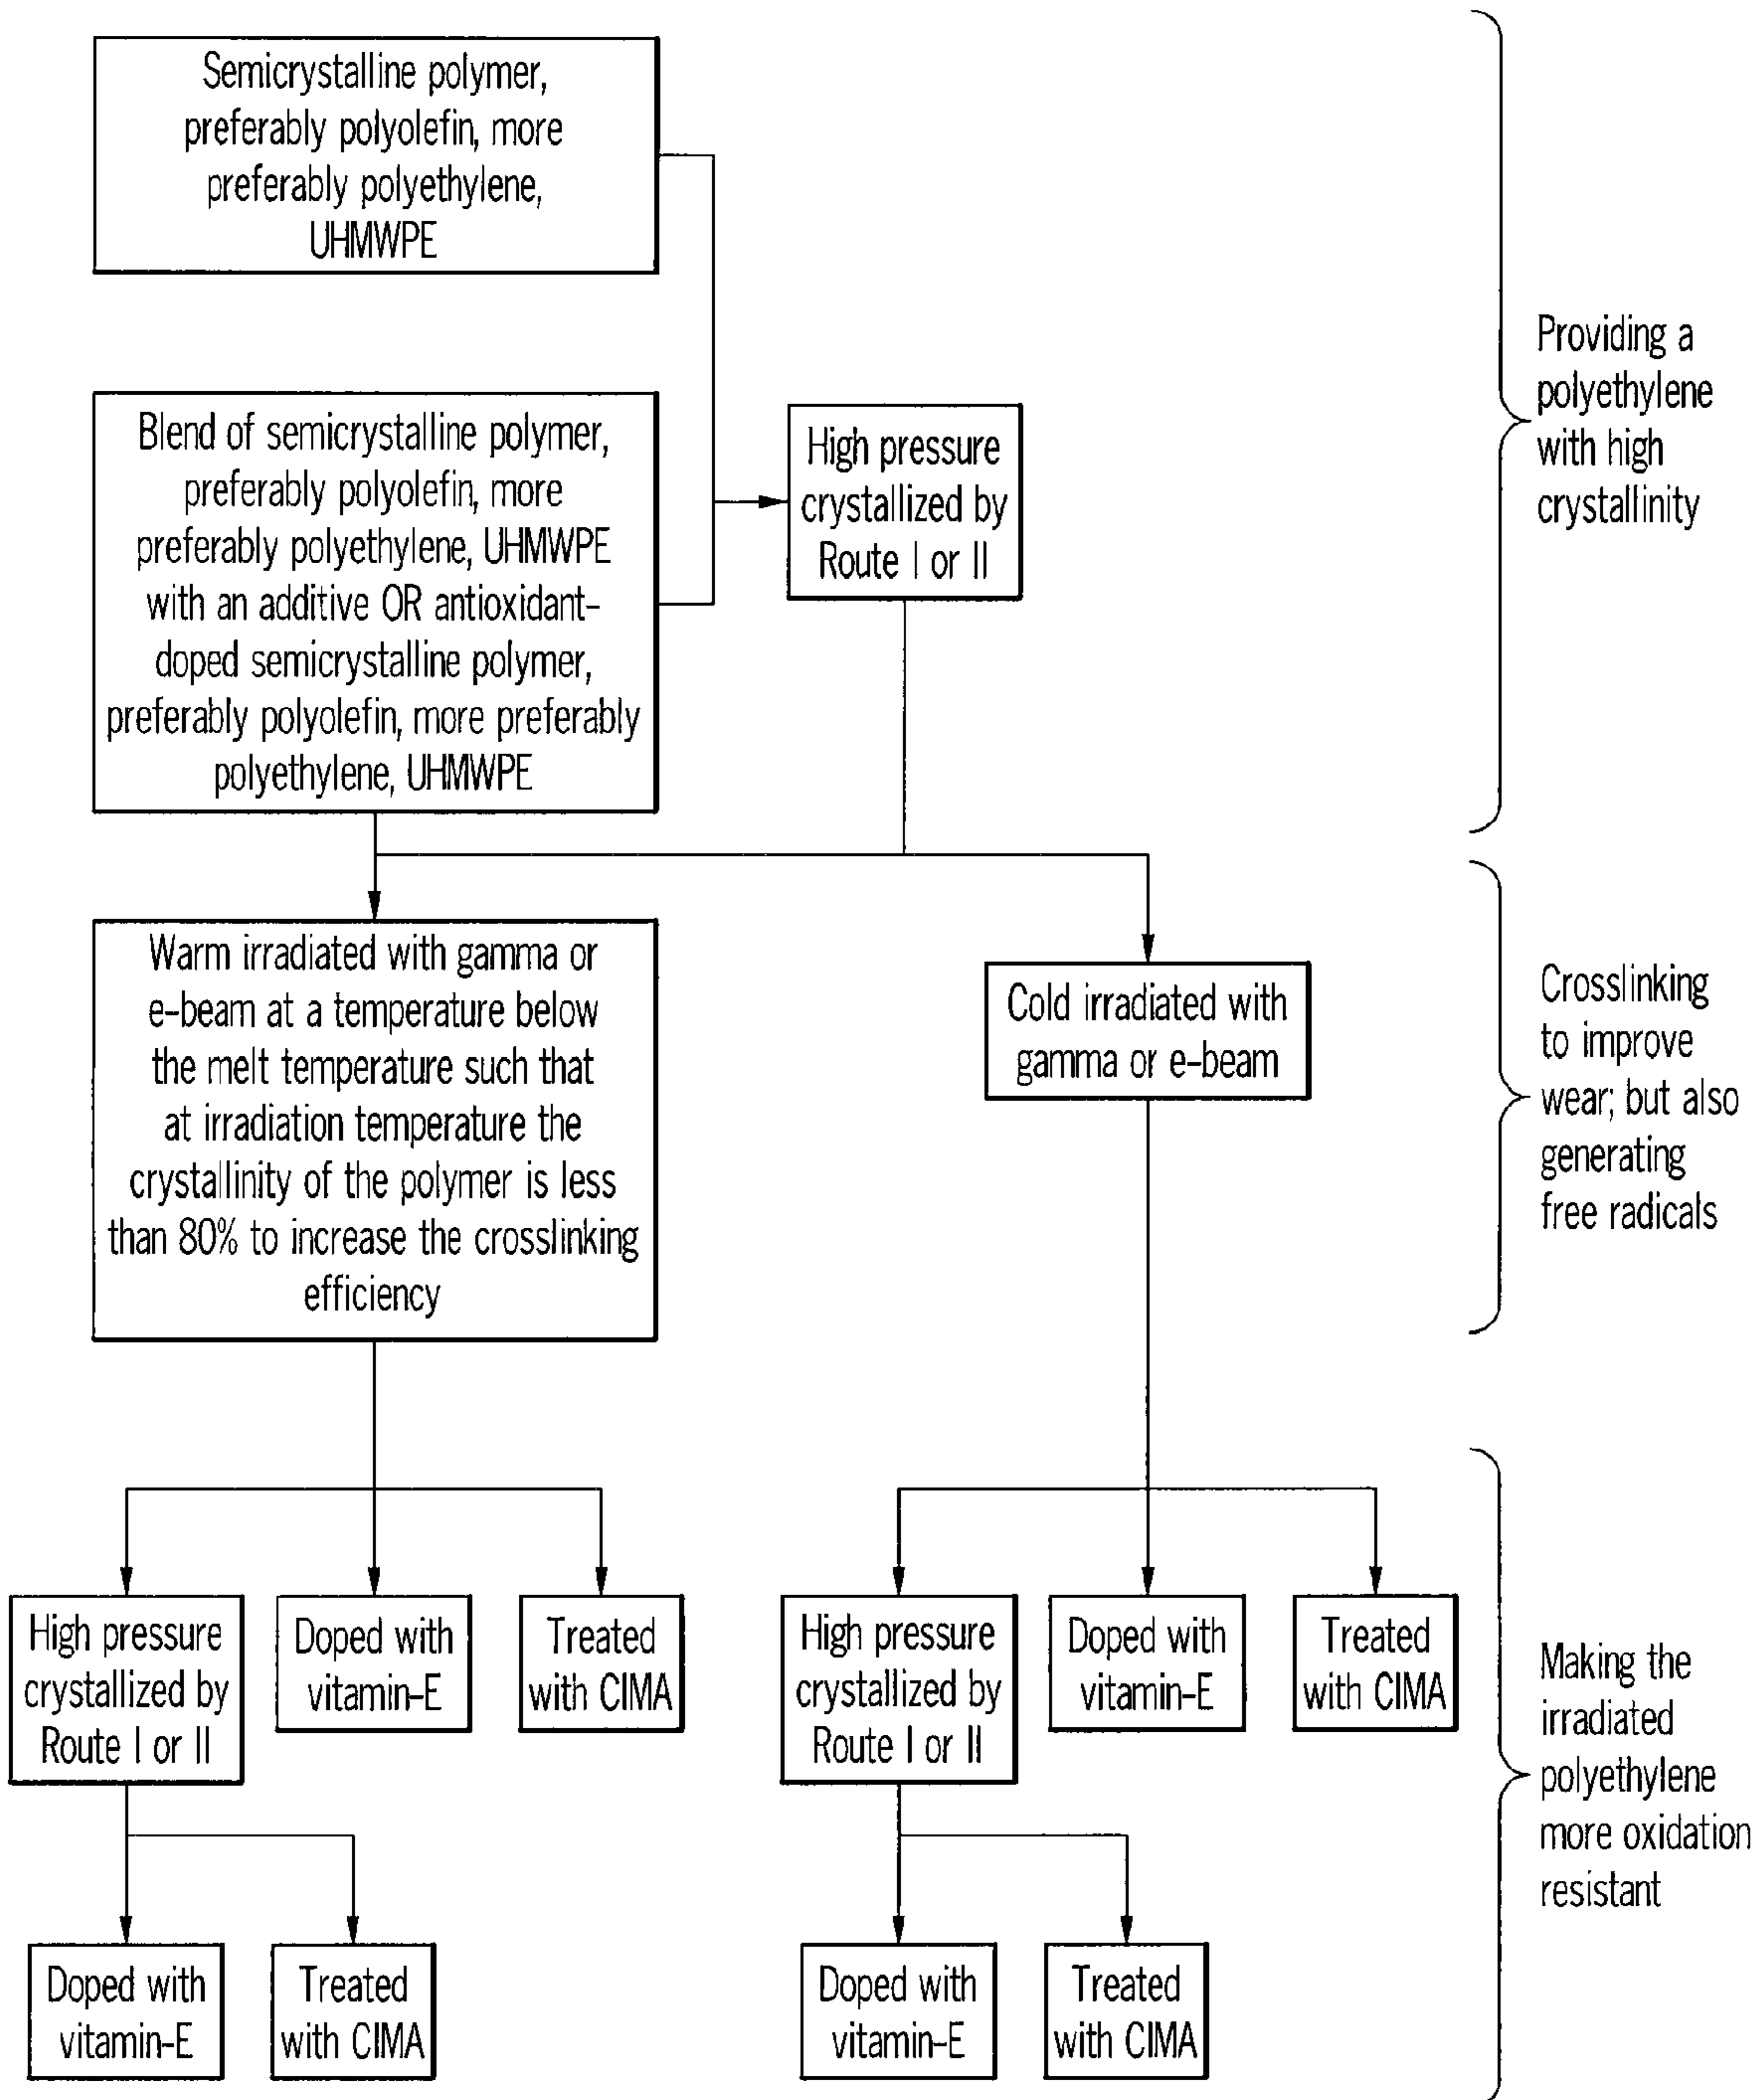 Semicrystalline polymer,
preferably polyolefin, more
preferably polyethylene,
UHMWPE
Blend of semicrystalline polymer,
preferably polyolefin, more
preferably polyethylene, UHMWPE
with an additive OR antioxidant-
doped semicrystalline polymer,
preferably polyolefin, more preferably
polyethylene, UHMWPE
High pressure
crystallized by
Route I or II
Providing a
polyethylene
with high
crystallinity
Warm irradiated with gamma or
e-beam at a temperature below
the melt temperature such that
at irradiation temperature the
crystallinity of the polymer is less
than 80% to increase the crosslinking
efficiency
Cold irradiated with
gamma or e-beam
Crosslinking
to improve
wear; but also
generating
free radicals
High pressure
crystallized by
Route I or II
Doped with
vitamin-E
Treated
with CIMA
High pressure
crystallized by
Route I or II
Doped with
vitamin-E
Treated
with CIMA
Making the
irradiated
polyethylene
more oxidation
resistant
Doped with
vitamin-E
Treated
with CIMA
Doped with
vitamin-E
Treated
with CIMA